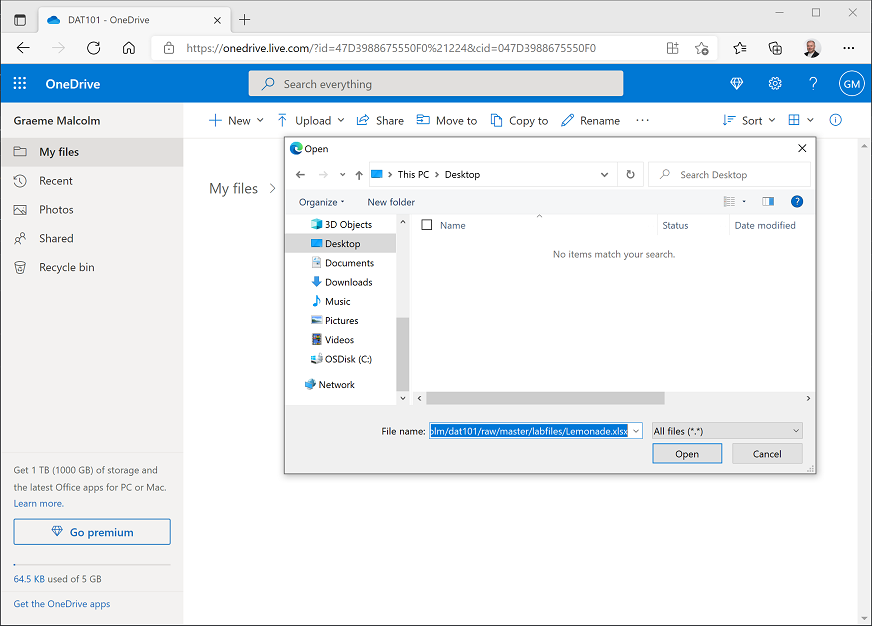 DAT101 - OneDrive
https://onedrive.live.com/?id=47D3988675550F0%21224&cid=047D3988675550F0
OneDrive
Search everything
GM
Graeme Malcolm
New
Upload
Share
Move to
Copy to
Rename
Sort
My files
Recent
Photos
Shared
Recycle bin
My files
Open
This PC
Desktop
Search Desktop
Organize
New folder
3D Objects
Desktop
Documents
Downloads
Music
Pictures
Videos
OSDisk (C:)
Network
Name
Status
Date modified
No items match your search.
File name:
olm/dat101/raw/master/labfiles/Lemonade.xlsx
All files (*.*)
Open
Cancel
Get 1 TB (1000 GB) of storage and
the latest Office apps for PC or Mac.
Learn more.
Go premium
64.5 KB used of 5 GB
Get the OneDrive apps